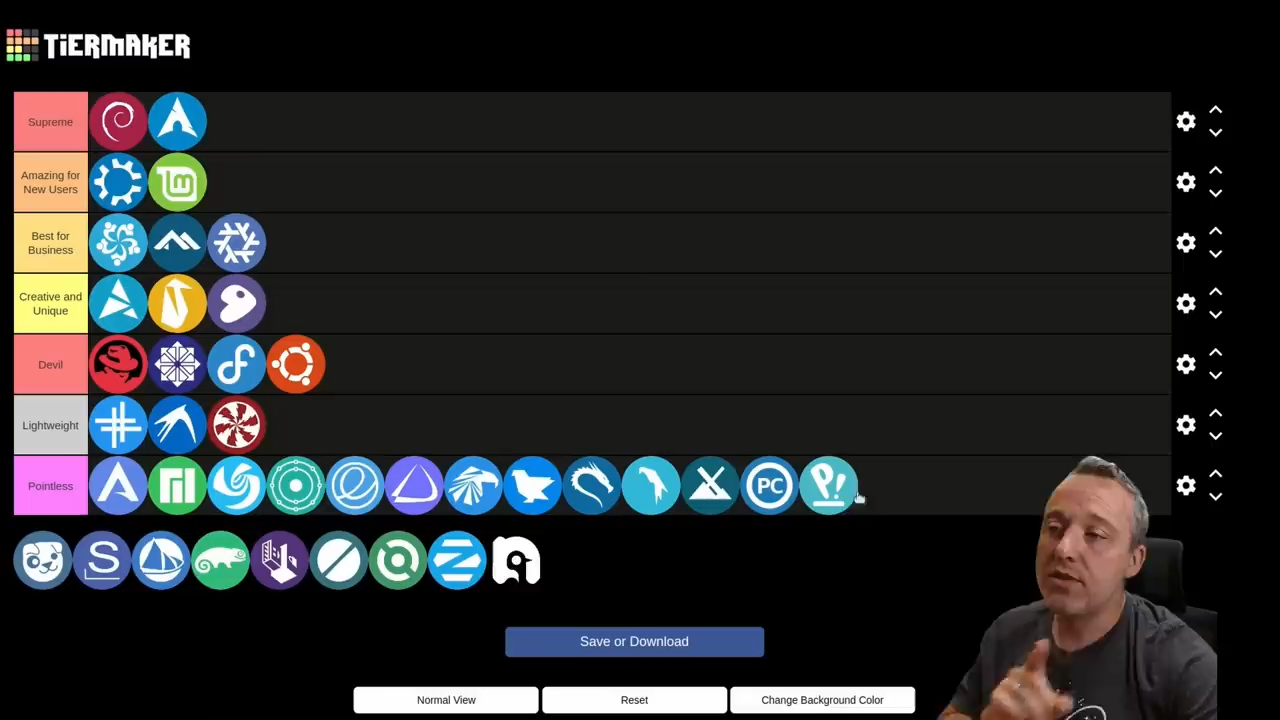 TiERMAKER
Supreme
Amazing for
New Users
Best for
Business
Creative and
Unique
Devil
Lightweight
Pointless
PC
P!
S
Save or Download
Normal View
Reset
Change Background Color